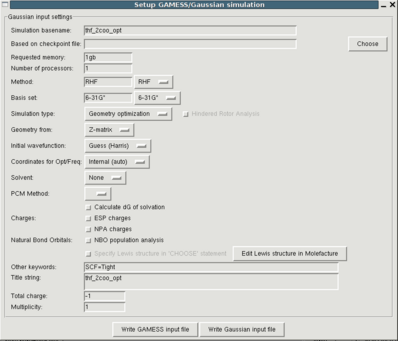 Setup GAMESS/Gaussian simulation
Gaussian input settings
Simulation basename: thf_2coo_opt
Based on checkpoint file: Choose
Requested memory: 1gb
Number of processors: 1
Method: RHF RHF
Basis set: 6-31G* 6-31G*
Simulation type: Geometry optimization Hindered Rotor Analysis
Geometry from: Z-matrix
Initial wavefunction: Guess (Harris)
Coordinates for Opt/Freq: Internal (auto)
Solvent: None
PCM Method:
Calculate dG of solvation
Charges: ESP charges
NPA charges
Natural Bond Orbitals: NBO population analysis
Specify Lewis structure in 'CHOOSE' statement Edit Lewis structure in Molefacture
Other keywords: SCF=Tight
Title string: thf_2coo_opt
Total charge: -1
Multiplicity: 1
Write GAMESS input file Write Gaussian input file